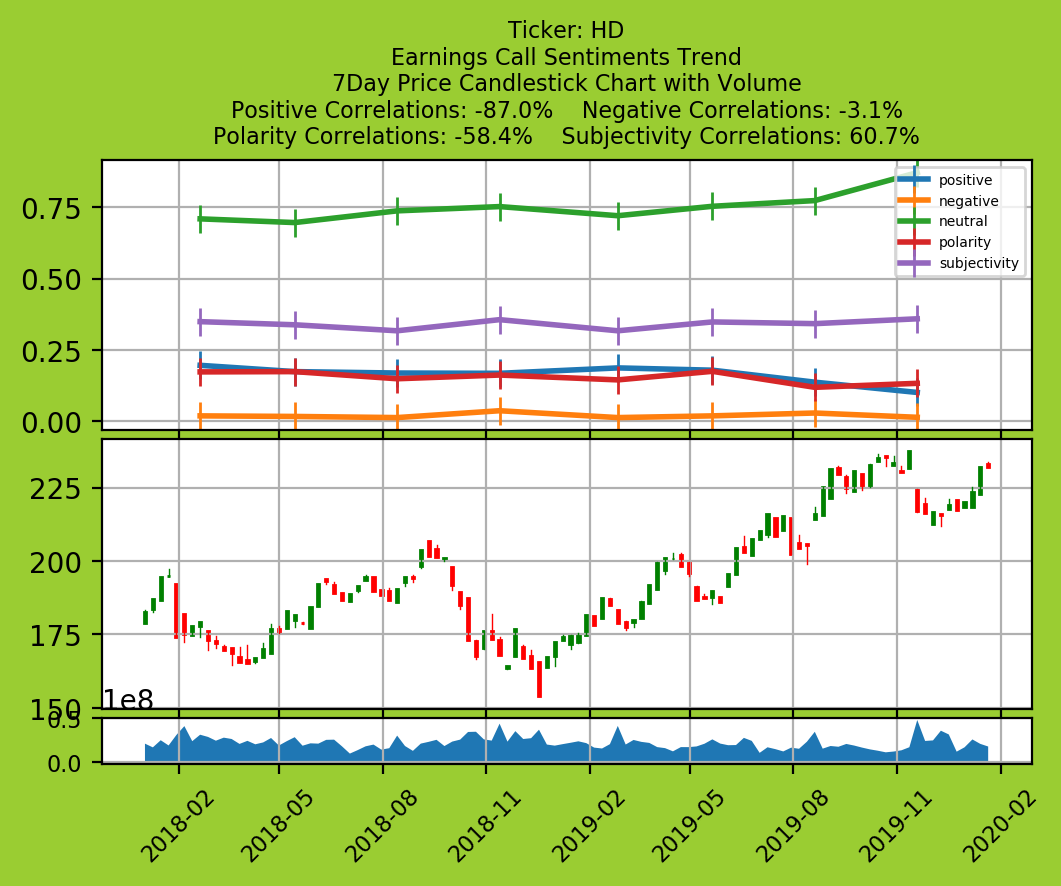 Ticker: HD
Earnings Call Sentiments Trend
7Day Price Candlestick Chart with Volume
Positive Correlations: -87.0%    Negative Correlations: -3.1%
Polarity Correlations: -58.4%    Subjectivity Correlations: 60.7%
positive
negative
neutral
polarity
subjectivity
0.75
0.50
0.25
0.00
225
200
175
150
1e8
0.5
0.0
2018-02
2018-05
2018-08
2018-11
2019-02
2019-05
2019-08
2019-11
2020-02